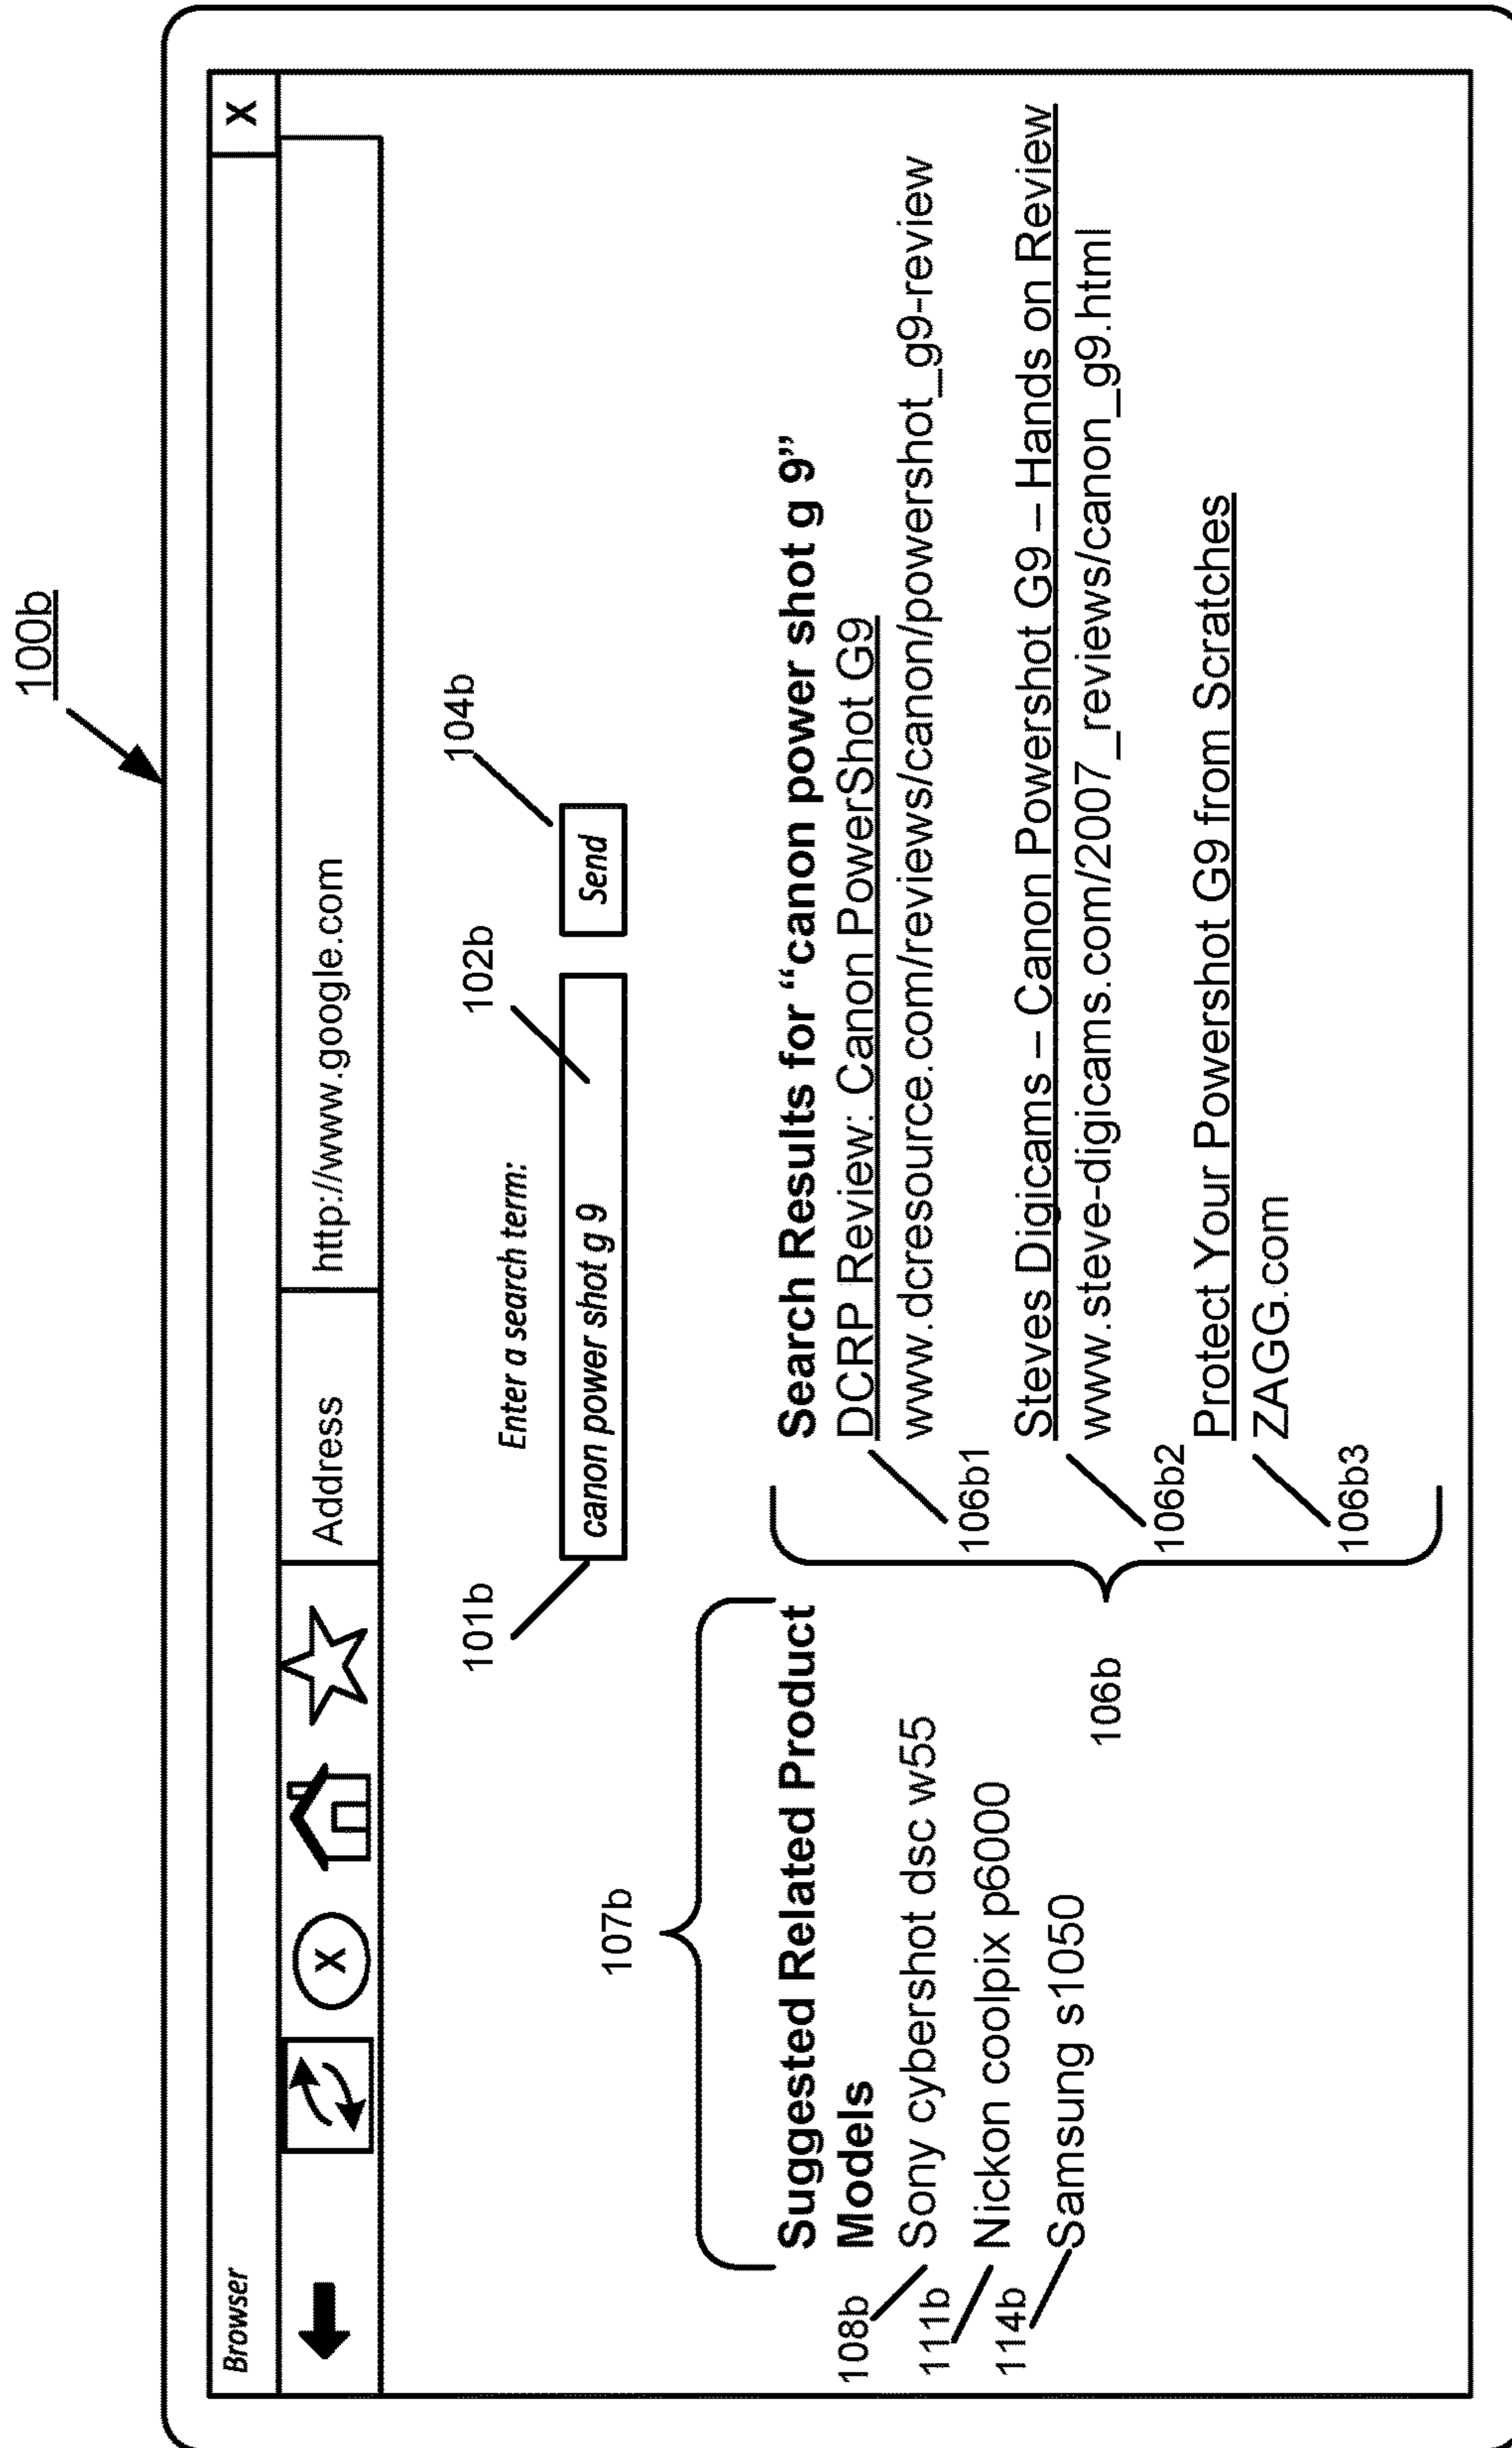 100b
Browser
X
X
Address
http://www.google.com
104b
102b
101b
Enter a search term:
canon power shot g 9
Send
107b
Suggested Related Product
Models
108b
Sony cybershot dsc w55
111b
Nickon coolpix p6000
114b
Samsung s1050
106b
Search Results for “canon power shot g 9”
DCRP Review: Canon PowerShot G9
www.dcresource.com/reviews/canon/powershot_g9-review
106b1
Steves Digicams – Canon Powershot G9 – Hands on Review
www.steve-digicams.com/2007_reviews/canon_g9.html
106b2
Protect Your Powershot G9 from Scratches
ZAGG.com
106b3